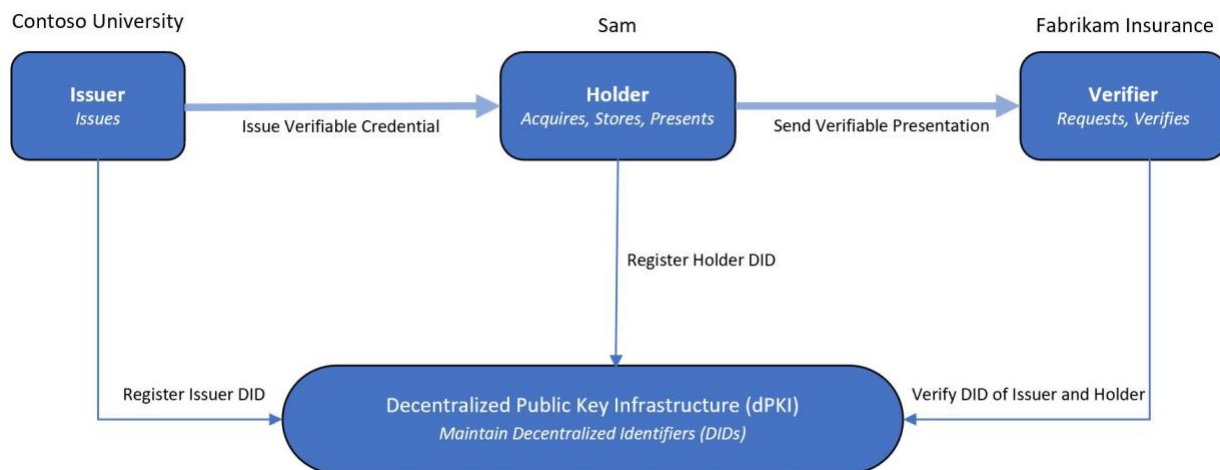 Contoso University
Sam
Fabrikam Insurance
Issuer
Issues
Issue Verifiable Credential
Holder
Acquires, Stores, Presents
Send Verifiable Presentation
Verifier
Requests, Verifies
Register Holder DID
Register Issuer DID
Decentralized Public Key Infrastructure (dPKI)
Maintain Decentralized Identifiers (DIDs)
Verify DID of Issuer and Holder